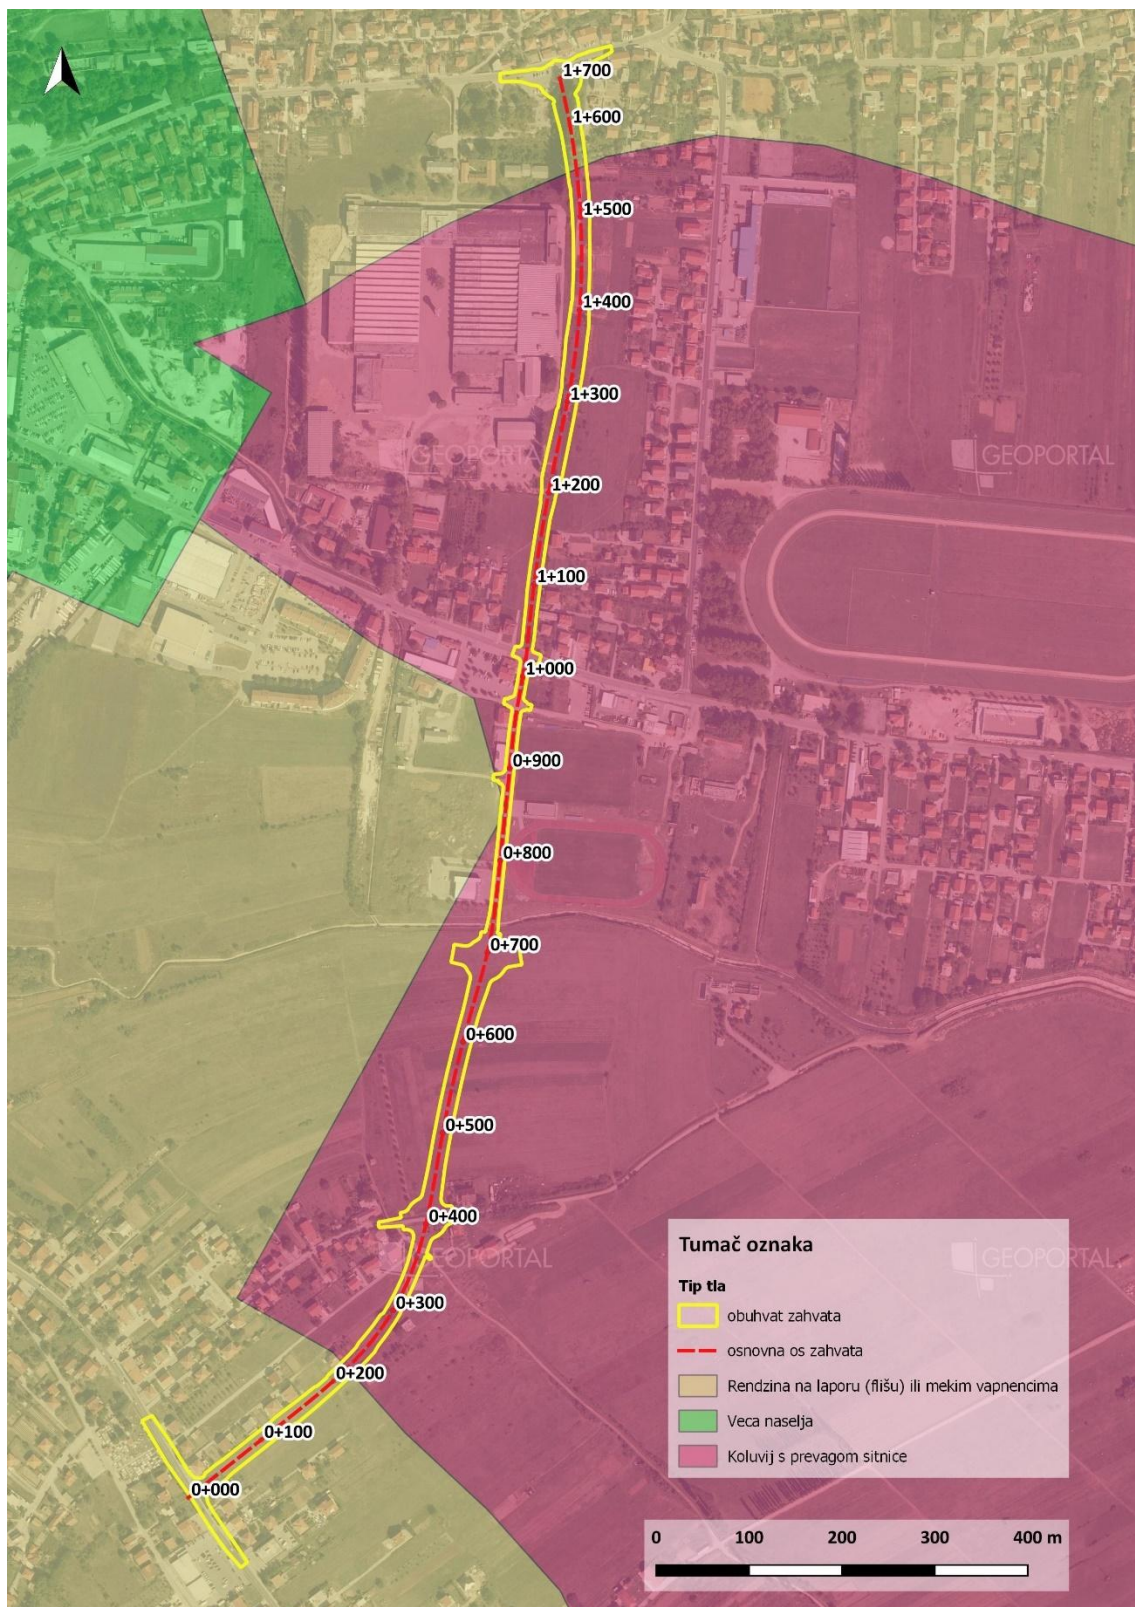 1+700
1+600
1+500
1+400
1+300
GEOPORTAL
GEOPORTAL
1+200
1+100
1+000
0+900
0+800
0+700
0+600
0+500
0+400
GEOPORTAL
GEOPORTAL
0+300
0+200
0+100
0+000
Tumač oznaka
Tip tla
obuhvat zahvata
osnovna os zahvata
Rendzina na laporu (flišu) ili mekim vapnencima
Veca naselja
Koluvij s prevagom sitnice
0 100 200 300 400 m